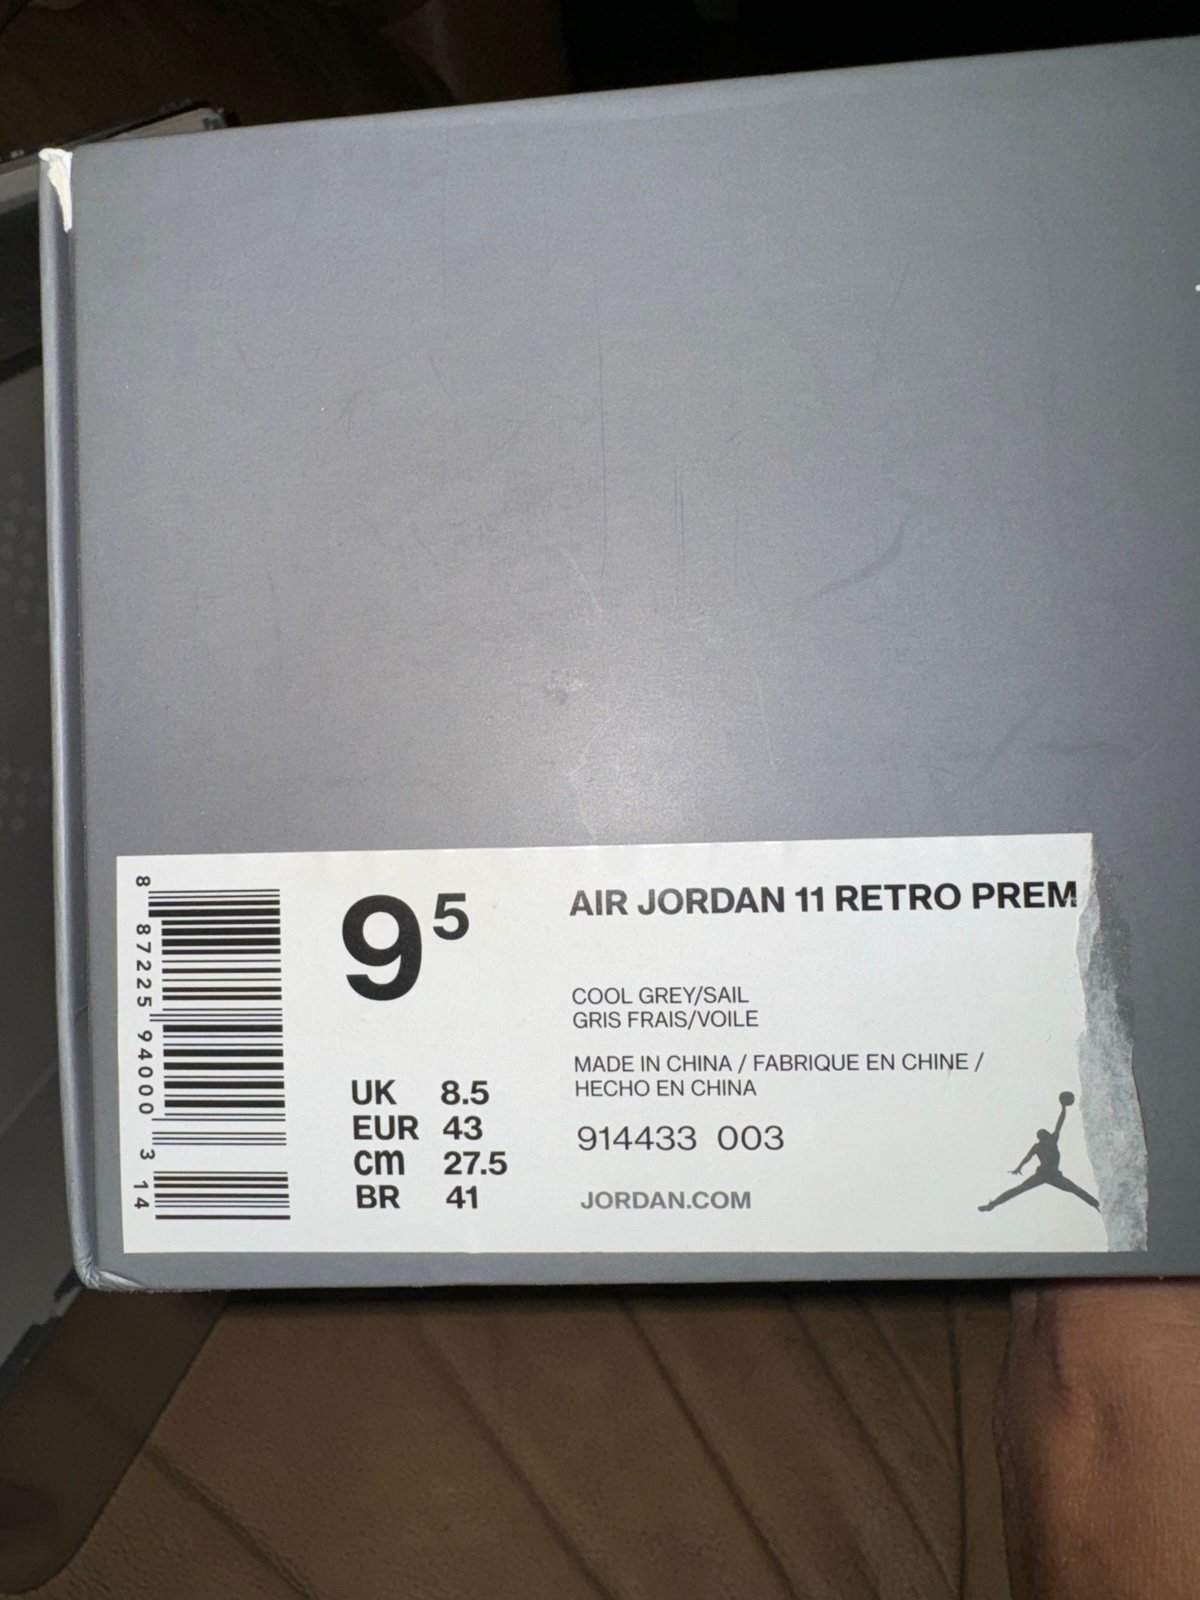 8 87225 94000 3 14
9 5
UK 8.5
EUR 43
cm 27.5
BR 41
AIR JORDAN 11 RETRO PREM
COOL GREY/SAIL
GRIS FRAIS/VOILE
MADE IN CHINA / FABRIQUE EN CHINE /
HECHO EN CHINA
914433 003
JORDAN.COM